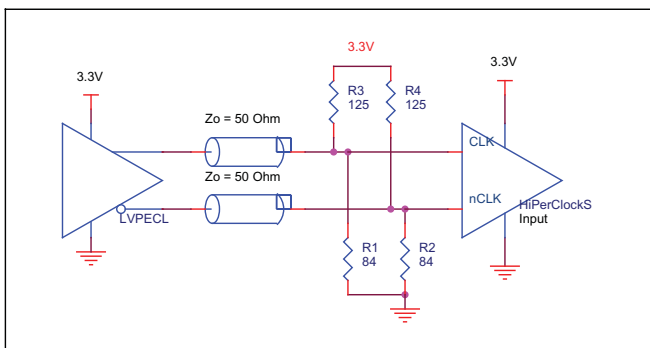 3.3V
3.3V
3.3V
R3
125
R4
125
Zo = 50 Ohm
CLK
Zo = 50 Ohm
LVPECL
nCLK
HiPerClockS
Input
R1
84
R2
84